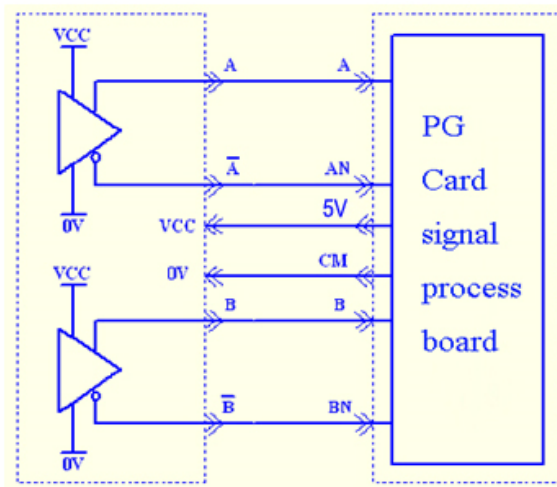 VCC
A A
A̅ AN
0V
VCC 5V
0V CM
VCC
B B
B̅ BN
0V
PG
Card
signal
process
board